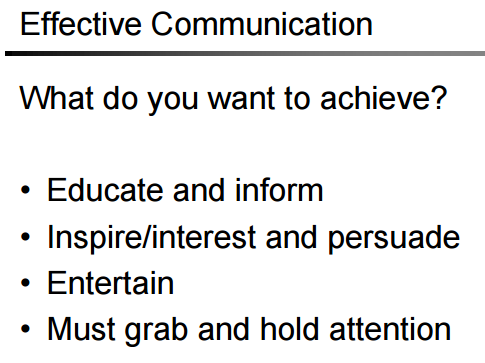 Effective Communication
What do you want to achieve?
• Educate and inform
• Inspire/interest and persuade
• Entertain
• Must grab and hold attention